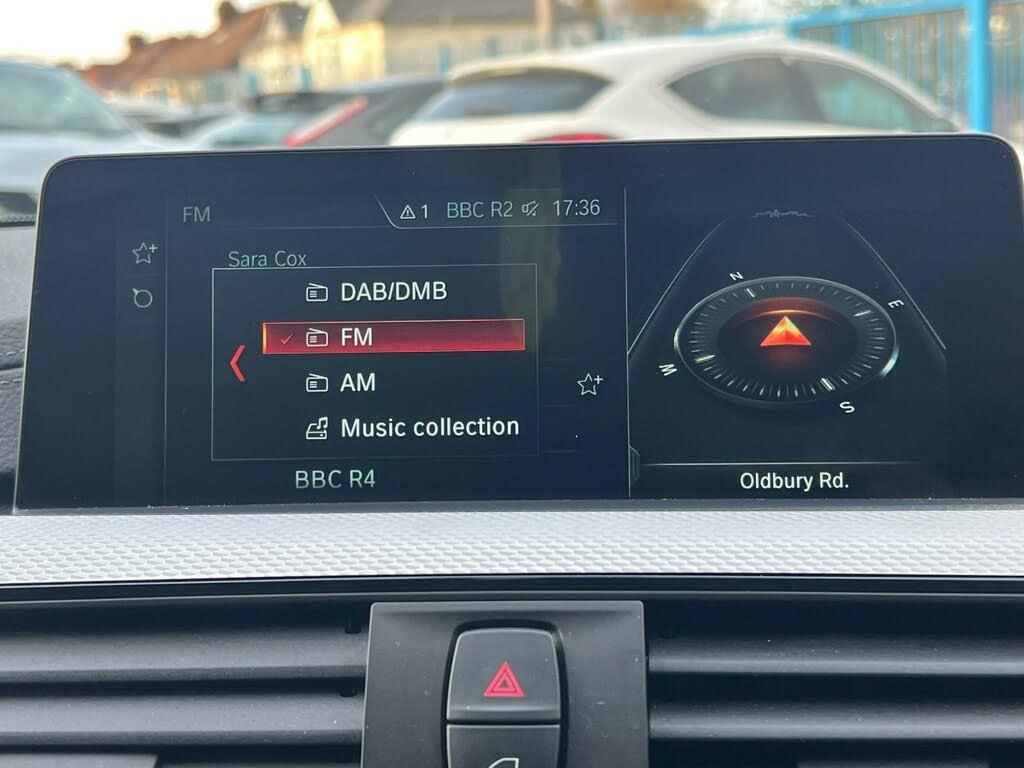 FM
1 BBC R2 17:36
Sara Cox
DAB/DMB
FM
AM
Music collection
BBC R4
N
E
W
S
Oldbury Rd.